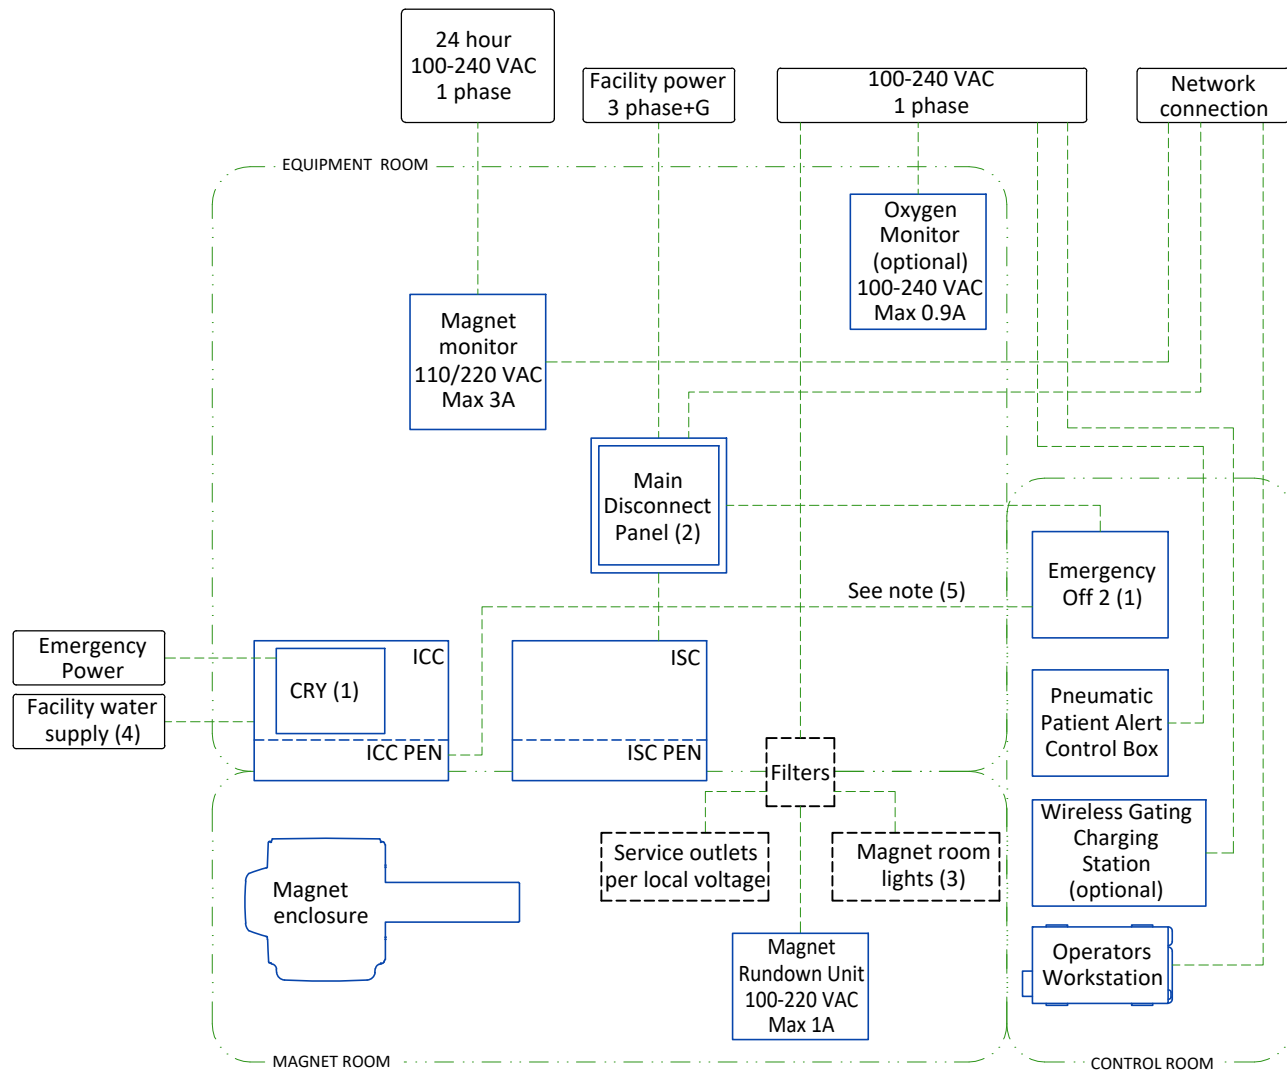 24 hour
100-240 VAC
1 phase
Facility power
3 phase+G
100-240 VAC
1 phase
Network
connection
EQUIPMENT ROOM
Oxygen
Monitor
(optional)
100-240 VAC
Max 0.9A
Magnet
monitor
110/220 VAC
Max 3A
Main
Disconnect
Panel (2)
See note (5)
Emergency
Off 2 (1)
Emergency
Power
Facility water
supply (4)
ICC
CRY (1)
ICC PEN
ISC
ISC PEN
Pneumatic
Patient Alert
Control Box
Filters
Service outlets
per local voltage
Magnet room
lights (3)
Wireless Gating
Charging
Station
(optional)
Magnet
enclosure
Magnet
Rundown Unit
100-220 VAC
Max 1A
Operators
Workstation
MAGNET ROOM
CONTROL ROOM